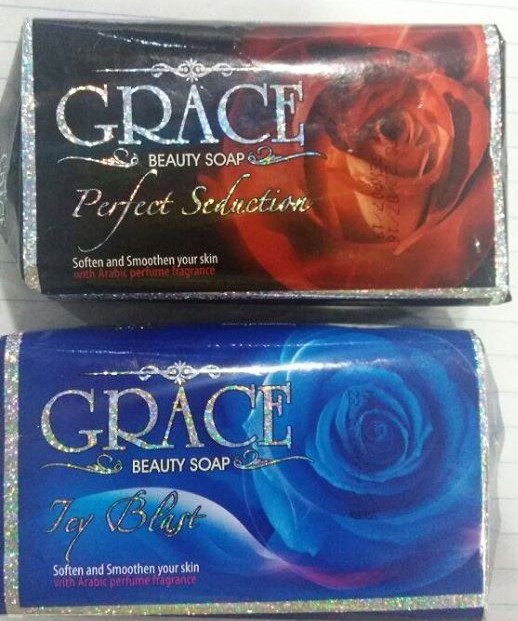 GRACE
BEAUTY SOAP
Perfect Seduction
Soften and Smoothen your skin
with Arabic perfume fragrance
GRACE
BEAUTY SOAP
Icy Blast
Soften and Smoothen your skin
with Arabic perfume fragrance